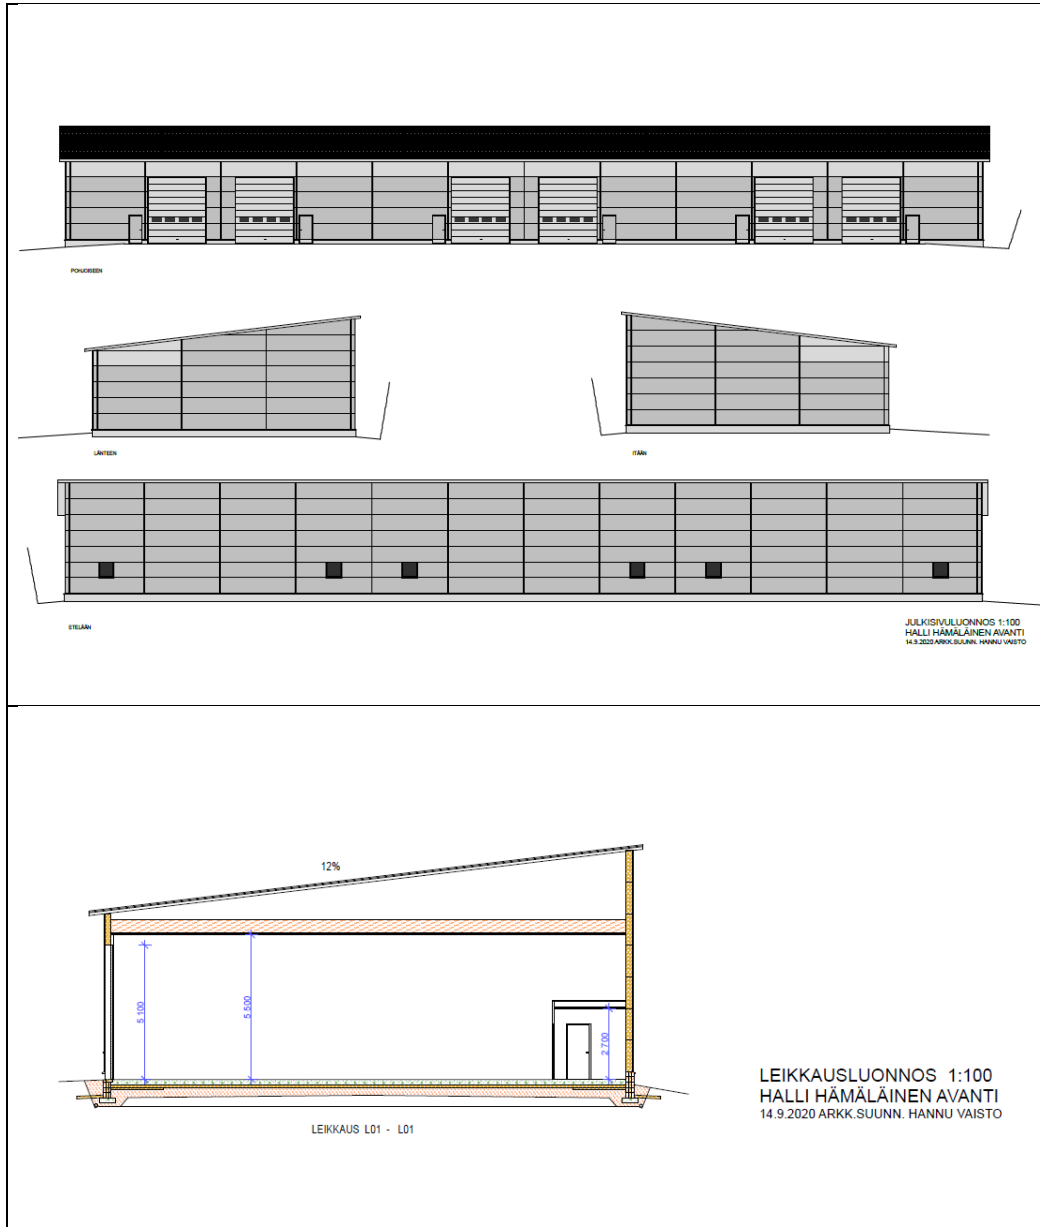 POHJOISEEN
LÄNTEEN
ITÄÄN
ETELÄÄN
JULKISIVULUONNOS 1:100
HALLI HÄMÄLÄINEN AVANTI
14.9.2020 ARKK.SUUNN. HANNU VAISTO
12%
5 100
5 500
2 700
LEIKKAUS L01 - L01
LEIKKAUSLUONNOS 1:100
HALLI HÄMÄLÄINEN AVANTI
14.9.2020 ARKK.SUUNN. HANNU VAISTO